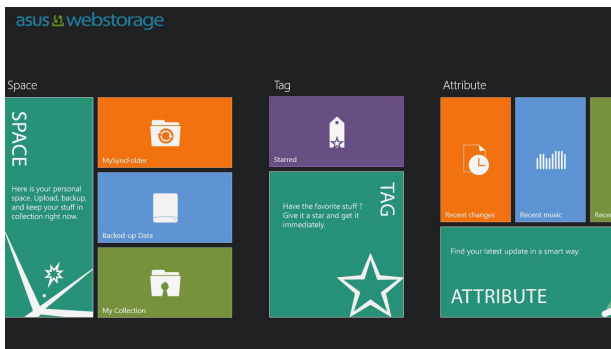 asus webstorage
Space
SPACE
Here is your personal
space. Upload, backup,
and keep your stuff in
collection right now.
MySyncFolder
Backed-up Data
My Collection
Tag
Starred
Have the favorite stuff ?
Give it a star and get it
immediately.
TAG
Attribute
Recent changes
Recent music
Recen
Find your latest update in a smart way.
ATTRIBUTE